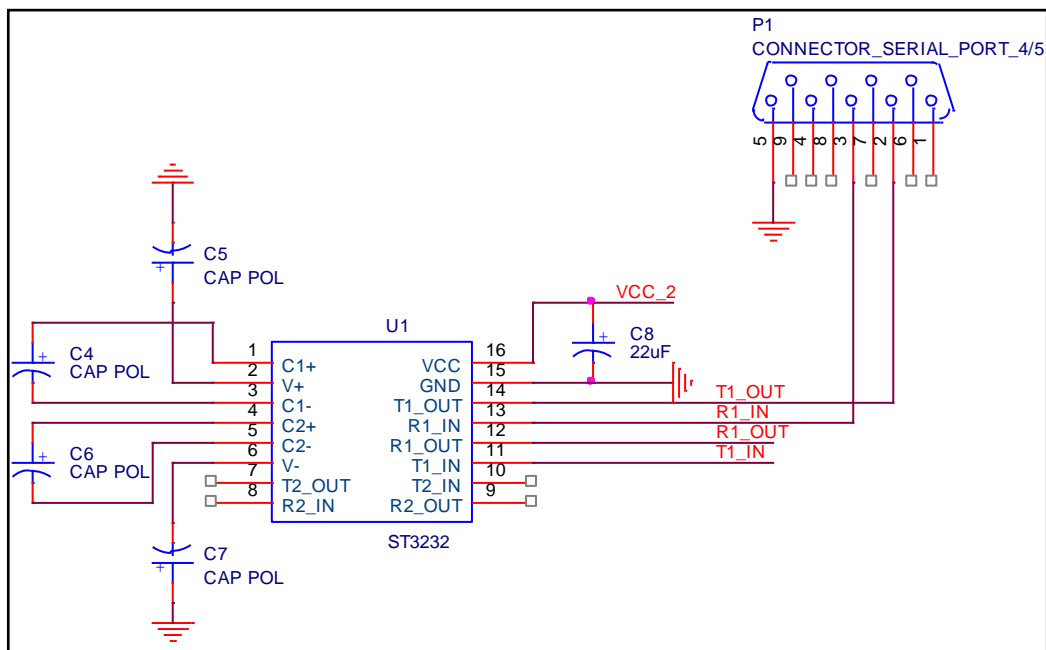 P1
CONNECTOR_SERIAL_PORT_4/5
5
9
4
8
3
7
2
6
1
C5
+
CAP POL
VCC_2
U1
C8
22uF
+
C4
CAP POL
+
1
C1+
2
V+
3
C1-
4
C2+
5
C2-
6
V-
7
T2_OUT
8
R2_IN
16
VCC
15
GND
14
T1_OUT
13
R1_IN
12
R1_OUT
11
T1_IN
10
T2_IN
9
R2_OUT
T1_OUT
R1_IN
R1_OUT
T1_IN
C6
CAP POL
+
ST3232
C7
CAP POL
+